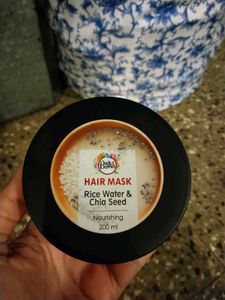 HAIR MASK
Rice Water &
Chia Seed
Nourishing
200 ml